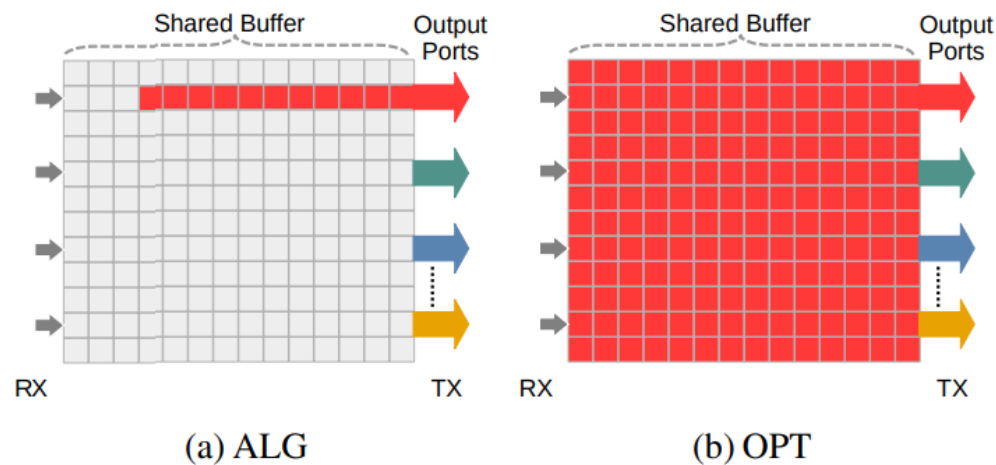 Shared Buffer
Output
Ports
RX
TX
(a) ALG
Shared Buffer
Output
Ports
RX
TX
(b) OPT